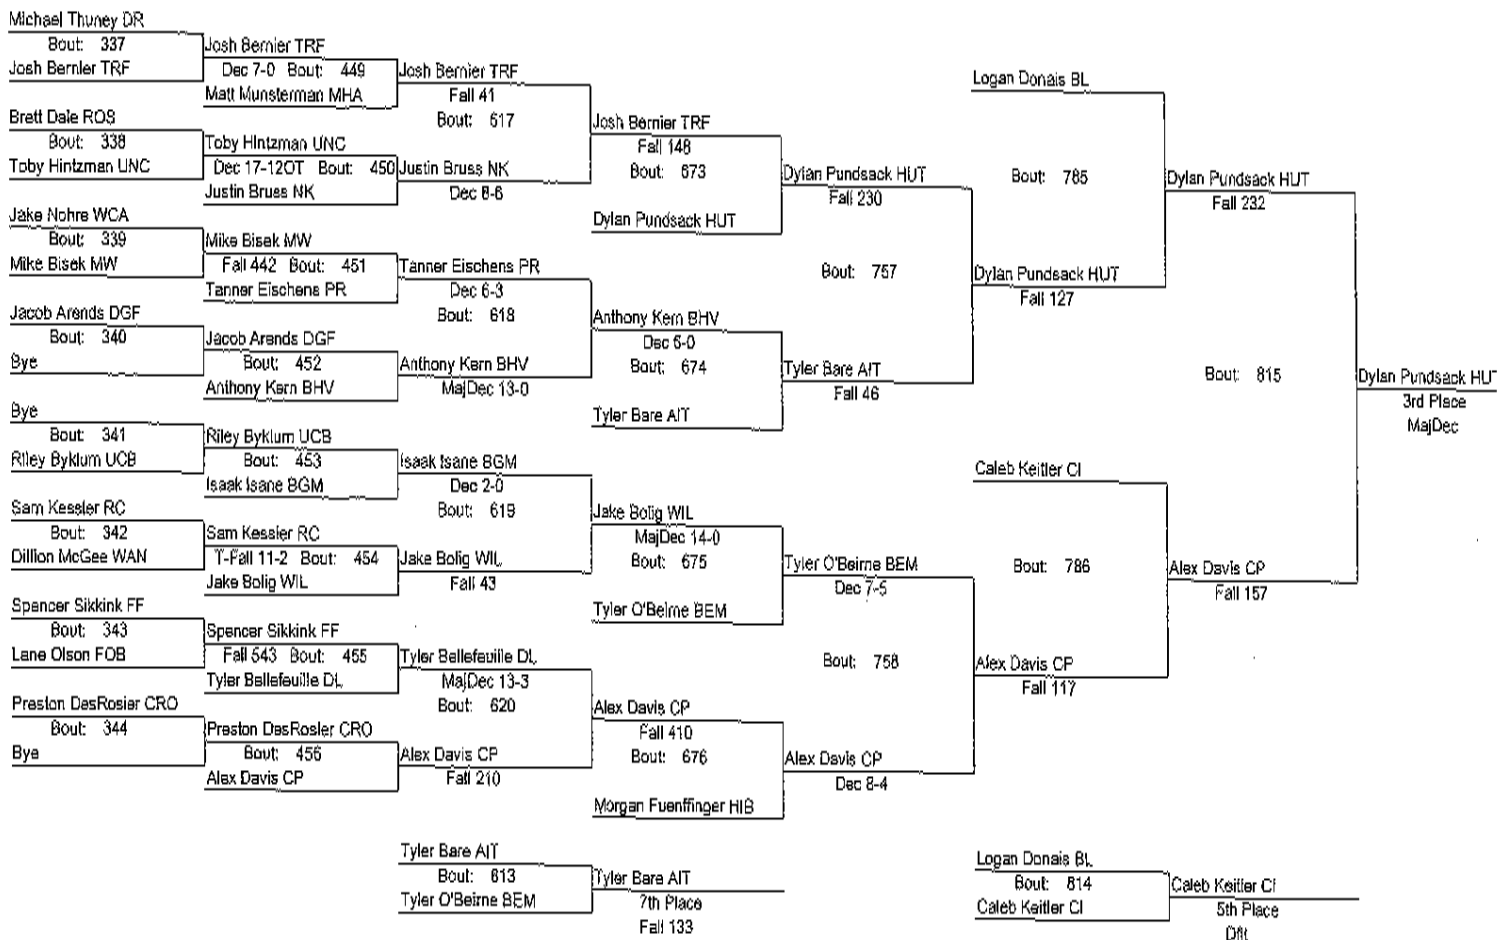 Michael Thuney DR
Bout: 337
Josh Bernier TRF
Brett Dale ROS
Bout: 338
Toby Hintzman UNC
Jake Nohre WCA
Bout: 339
Mike Bisek MW
Jacob Arends DGF
Bout: 340
Bye
Bye
Bout: 341
Riley Byklum UCB
Sam Kessler RC
Bout: 342
Dillion McGee WAN
Spencer Sikkink FF
Bout: 343
Lane Olson FOB
Preston DesRosier CRO
Bout: 344
Bye
Josh Bernier TRF
Dec 7-0 Bout: 449
Matt Munsterman MHA
Toby Hintzman UNC
Dec 17-12OT Bout: 450
Justin Bruss NK
Mike Bisek MW
Fall 442 Bout: 451
Tanner Eischens PR
Jacob Arends DGF
Bout: 452
Anthony Kern BHV
Riley Byklum UCB
Bout: 453
Isaak Isane BGM
Sam Kessler RC
T-Fall 11-2 Bout: 454
Jake Bolig WIL
Spencer Sikkink FF
Fall 543 Bout: 455
Tyler Bellefeuille DL
Preston DesRosier CRO
Bout: 456
Alex Davis CP
Josh Bernier TRF
Fall 41
Bout: 617
Justin Bruss NK
Dec 8-6
Tanner Eischens PR
Dec 6-3
Bout: 618
Anthony Kern BHV
MajDec 13-0
Isaak Isane BGM
Dec 2-0
Bout: 619
Jake Bolig WIL
Fall 43
Tyler Bellefeuille DL
MajDec 13-3
Bout: 620
Alex Davis CP
Fall 210
Josh Bernier TRF
Fall 148
Bout: 673
Dylan Pundsack HUT
Anthony Kern BHV
Dec 6-0
Bout: 674
Tyler Bare AIT
Jake Bolig WIL
MajDec 14-0
Bout: 675
Tyler O'Beirne BEM
Alex Davis CP
Fall 410
Bout: 676
Morgan Fuenffinger HIB
Dylan Pundsack HUT
Fall 230
Bout: 757
Tyler Bare AIT
Fall 46
Tyler O'Beirne BEM
Dec 7-5
Bout: 758
Alex Davis CP
Dec 8-4
Logan Donais BL
Bout: 785
Dylan Pundsack HUT
Fall 127
Caleb Keitler CI
Bout: 786
Alex Davis CP
Fall 117
Dylan Pundsack HUT
Fall 232
Bout: 815
Alex Davis CP
Fall 157
Dylan Pundsack HUT
3rd Place
MajDec
Tyler Bare AIT
Bout: 813
Tyler O'Beirne BEM
Tyler Bare AIT
7th Place
Fall 133
Logan Donais BL
Bout: 814
Caleb Keitler CI
Caleb Keitler CI
5th Place
Dflt